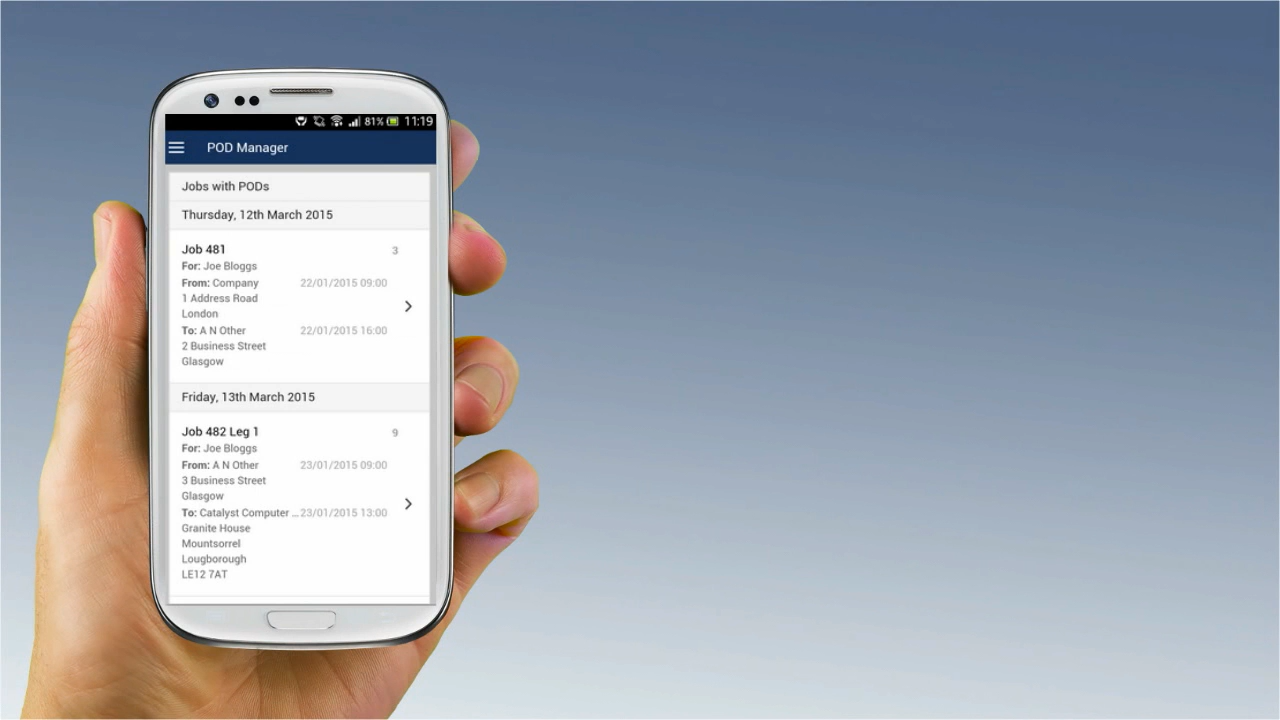 81% 11:19
POD Manager
Jobs with PODs
Thursday, 12th March 2015
Job 481 3
For: Joe Bloggs
From: Company 22/01/2015 09:00
1 Address Road
London
To: A N Other 22/01/2015 16:00
2 Business Street
Glasgow
Friday, 13th March 2015
Job 482 Leg 1 9
For: Joe Bloggs
From: A N Other 23/01/2015 09:00
3 Business Street
Glasgow
To: Catalyst Computer ... 23/01/2015 13:00
Granite House
Mountsorrel
Lougborough
LE12 7AT